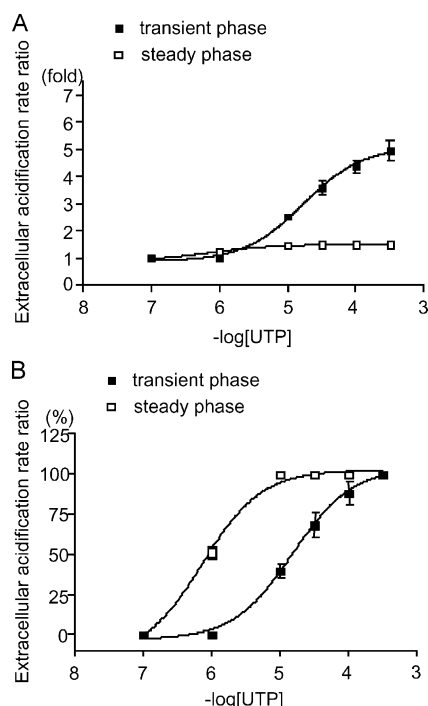 A
transient phase
steady phase
Extracellular acidification rate ratio
(fold)
7
6
5
4
3
2
1
0
8 7 6 5 4 3
-log[UTP]
B
transient phase
steady phase
Extracellular acidification rate ratio
(%)
125
100
75
50
25
0
8 7 6 5 4 3
-log[UTP]